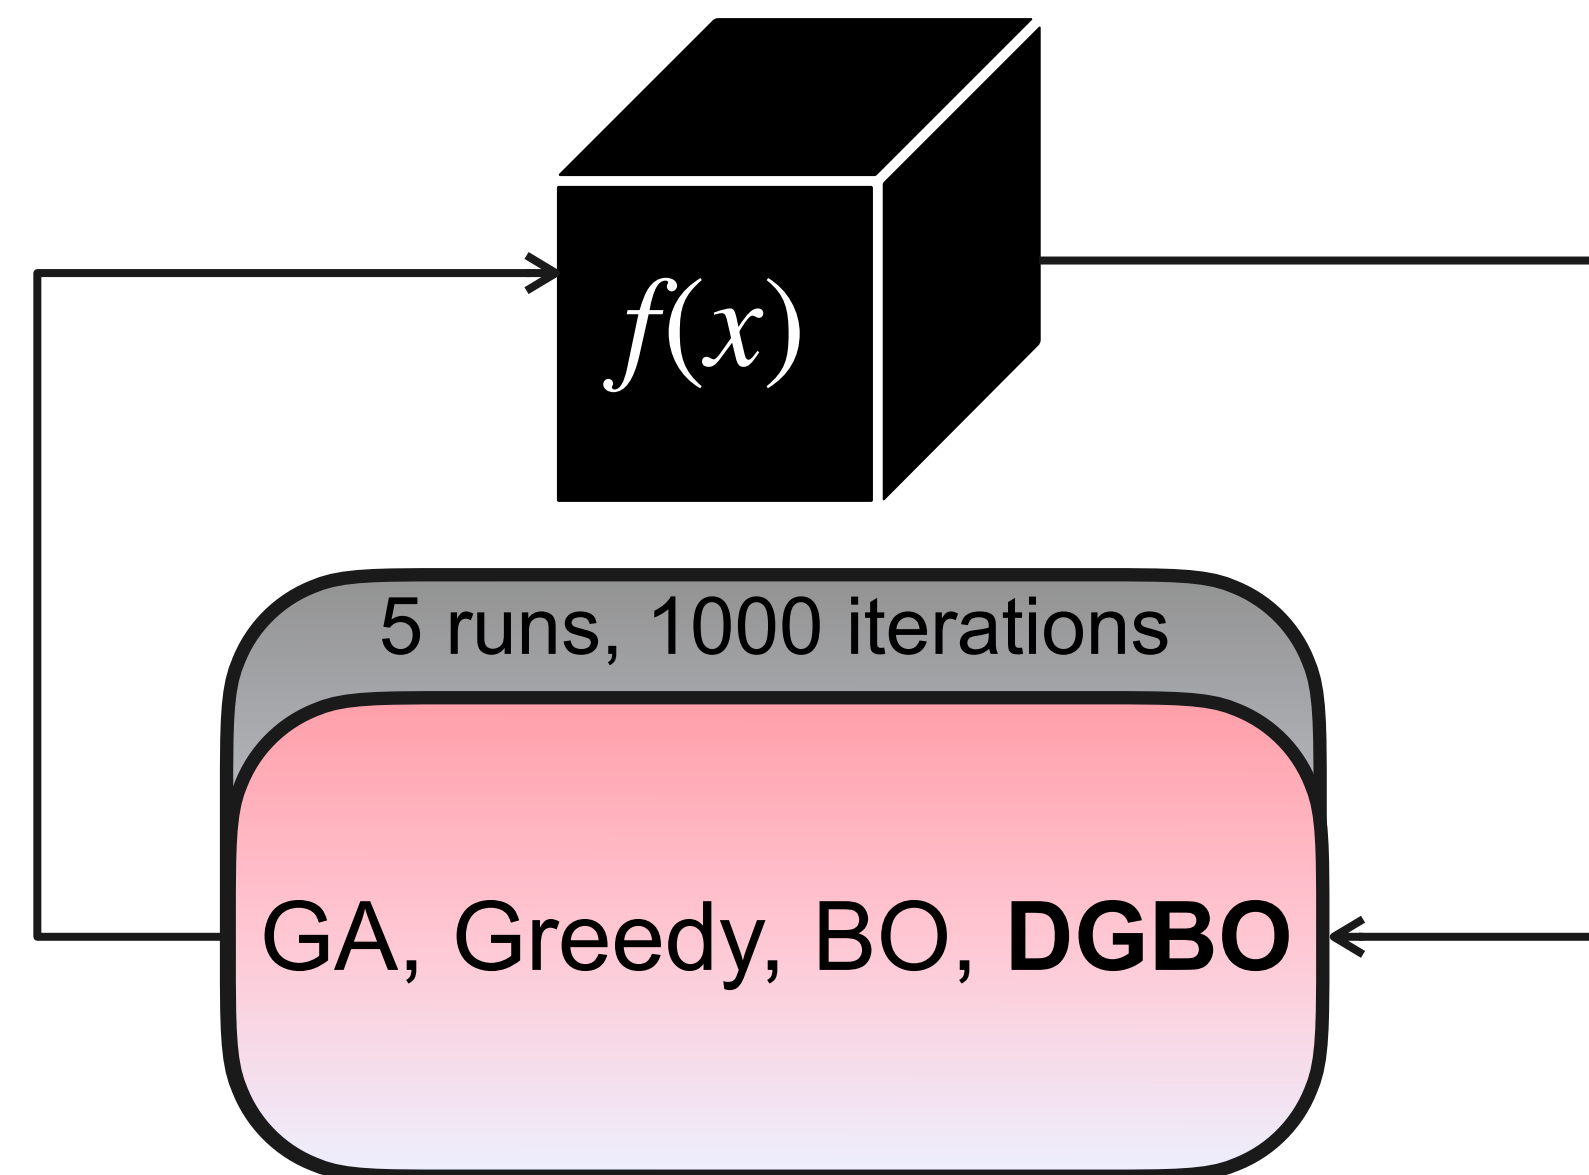 f(x)
5 runs, 1000 iterations
GA, Greedy, BO, DGBO